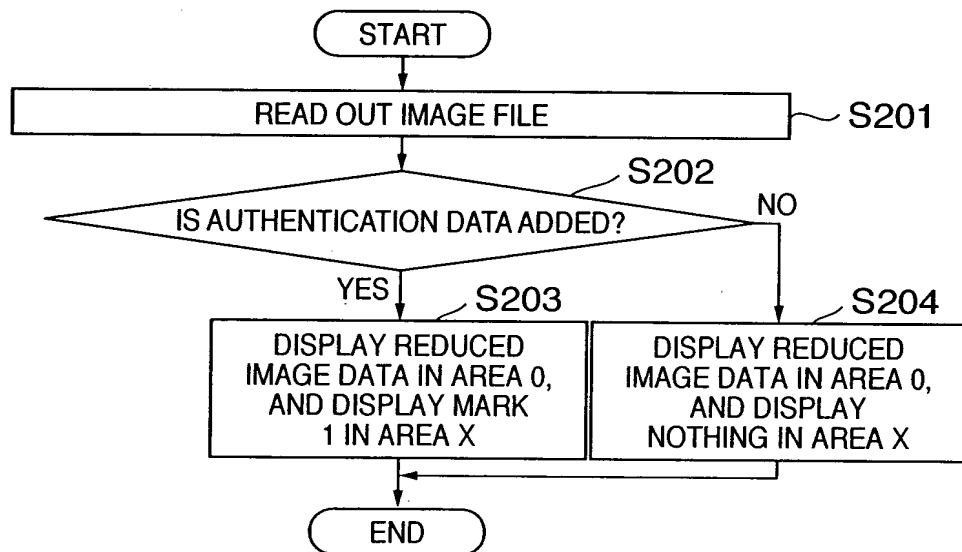 START
READ OUT IMAGE FILE
S201
S202
IS AUTHENTICATION DATA ADDED?
NO
YES
S203
S204
DISPLAY REDUCED
IMAGE DATA IN AREA 0,
AND DISPLAY MARK
1 IN AREA X
DISPLAY REDUCED
IMAGE DATA IN AREA 0,
AND DISPLAY
NOTHING IN AREA X
END